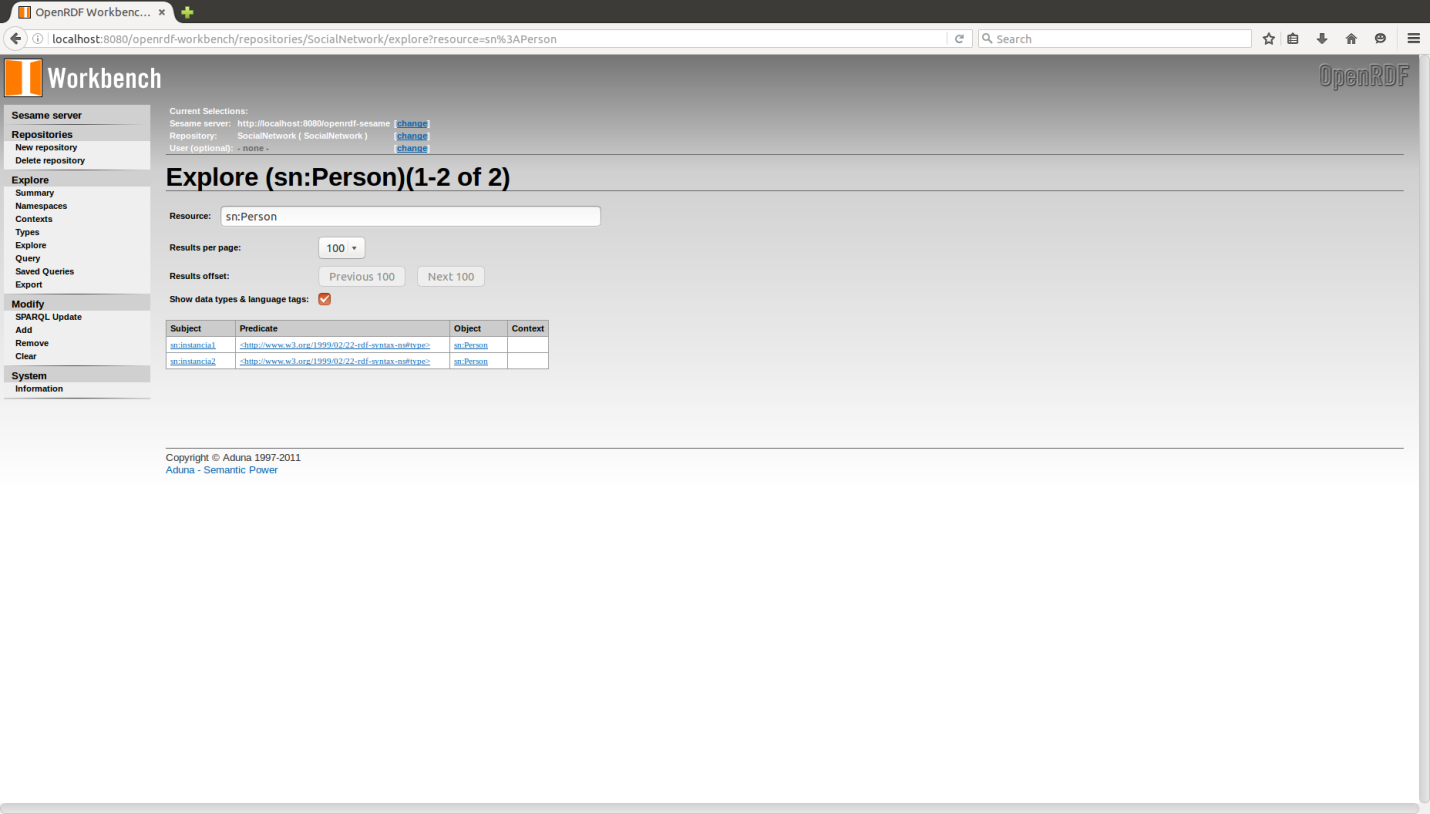 OpenRDF Workbenc...
localhost:8080/openrdf-workbench/repositories/SocialNetwork/explore?resource=sn%3APerson
Search
Workbench
OpenRDF
Sesame server
Repositories
New repository
Delete repository
Explore
Summary
Namespaces
Contexts
Types
Explore
Query
Saved Queries
Export
Modify
SPARQL Update
Add
Remove
Clear
System
Information
Current Selections:
Sesame server: http://localhost:8080/openrdf-sesame [change]
Repository: SocialNetwork ( SocialNetwork ) [change]
User (optional): - none - [change]
Explore (sn:Person)(1-2 of 2)
Resource: sn:Person
Results per page: 100
Results offset: Previous 100 Next 100
Show data types & language tags:
Subject Predicate Object Context
sn:instancia1 <http://www.w3.org/1999/02/22-rdf-syntax-ns#type> sn:Person
sn:instancia2 <http://www.w3.org/1999/02/22-rdf-syntax-ns#type> sn:Person
Copyright © Aduna 1997-2011
Aduna - Semantic Power